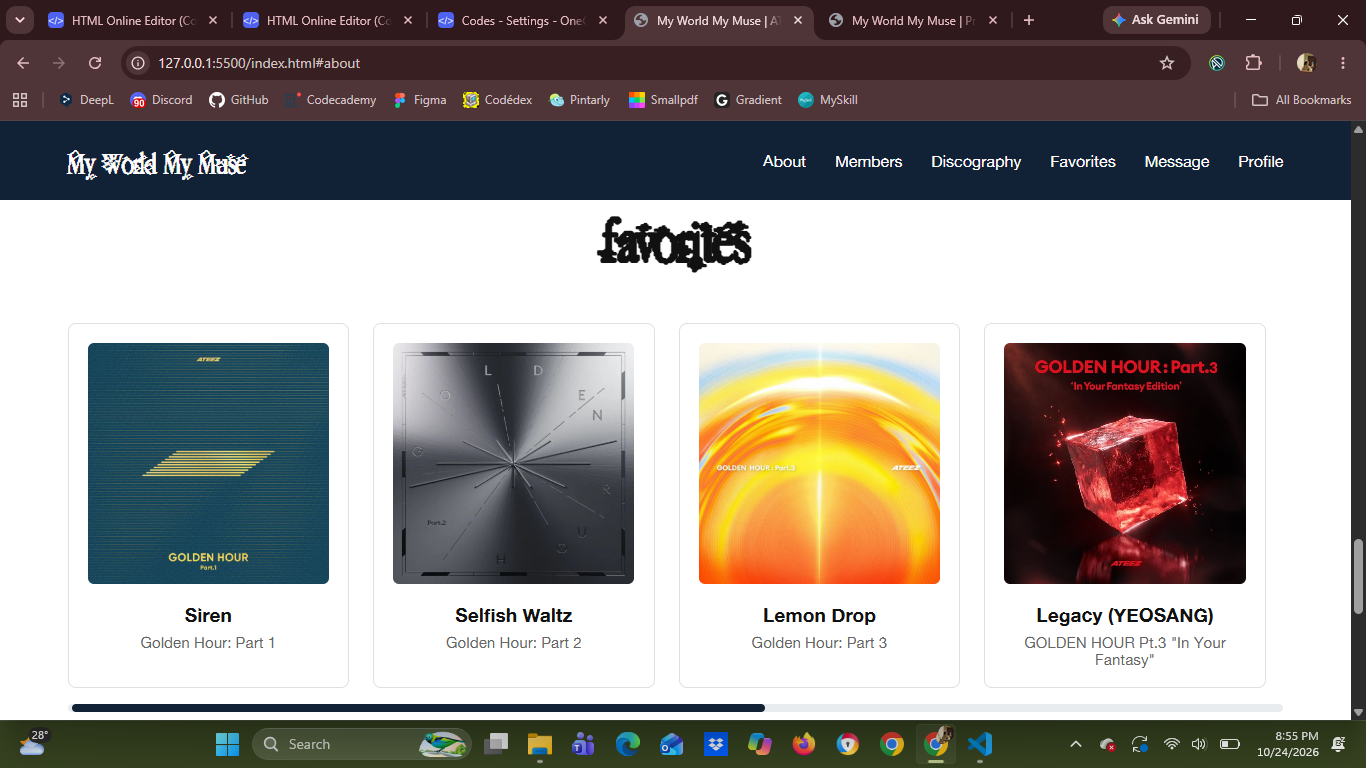 HTML Online Editor (Co
HTML Online Editor (Co
Codes - Settings - One
My World My Muse | AT
My World My Muse | Pr
Ask Gemini
127.0.0.1:5500/index.html#about
DeepL
Discord
GitHub
Codecademy
Figma
Codédex
Pintarly
Smallpdf
Gradient
MySkill
All Bookmarks
My World My Muse
About
Members
Discography
Favorites
Message
Profile
favorites
ATEEZ
GOLDEN HOUR
Part.1
GOLDEN
HOUR
Part.2
GOLDEN HOUR : Part.3
ATEEZ
GOLDEN HOUR : Part.3
'In Your Fantasy Edition'
ATEEZ
Siren
Golden Hour: Part 1
Selfish Waltz
Golden Hour: Part 2
Lemon Drop
Golden Hour: Part 3
Legacy (YEOSANG)
GOLDEN HOUR Pt.3 "In Your
Fantasy"
28°
Search
8:55 PM
10/24/2026